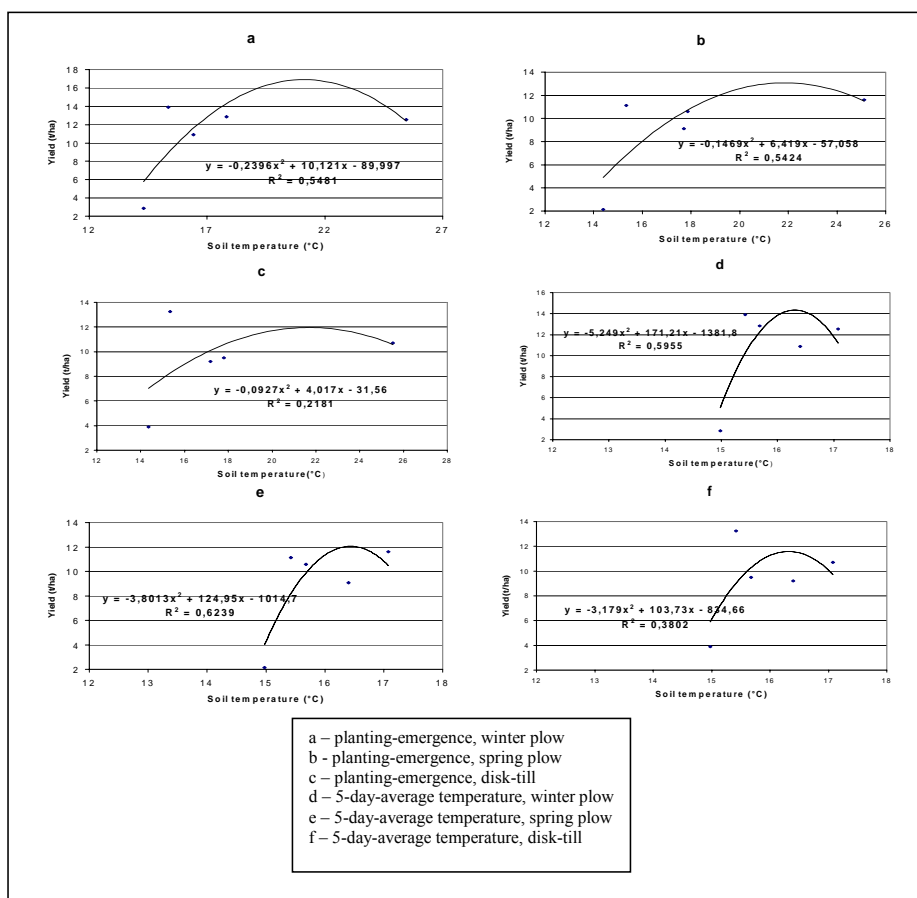 a
18
16
14
12
10
8
6
4
2
Yield (t/ha)
y = -0,2396x² + 10,121x - 89,997
R² = 0,5481
12 17 22 27
Soil temperature (°C)
b
14
12
10
8
6
4
2
Yield (t/ha)
y = -0,1469x² + 6,419x - 57,058
R² = 0,5424
12 14 16 18 20 22 24 26
Soil temperature (°C)
c
14
12
10
8
6
4
2
Yield (t/ha)
y = -0,0927x² + 4,017x - 31,56
R² = 0,2181
12 14 16 18 20 22 24 26 28
Soil temperature(°C)
d
16
14
12
10
8
6
4
2
Yield (t/ha)
y = -5,249x² + 171,21x - 1381,8
R² = 0,5955
12 13 14 15 16 17 18
Soil temperature(°C)
e
14
12
10
8
6
4
2
Yield (t/ha)
y = -3,8013x² + 124,95x - 1014,7
R² = 0,6239
12 13 14 15 16 17 18
Soil temperature (°C)
f
14
12
10
8
6
4
2
Yield(t/ha)
y = -3,179x² + 103,73x - 834,66
R² = 0,3802
12 13 14 15 16 17 18
Soil temperature (°C)
a – planting-emergence, winter plow
b - planting-emergence, spring plow
c – planting-emergence, disk-till
d – 5-day-average temperature, winter plow
e – 5-day-average temperature, spring plow
f – 5-day-average temperature, disk-till